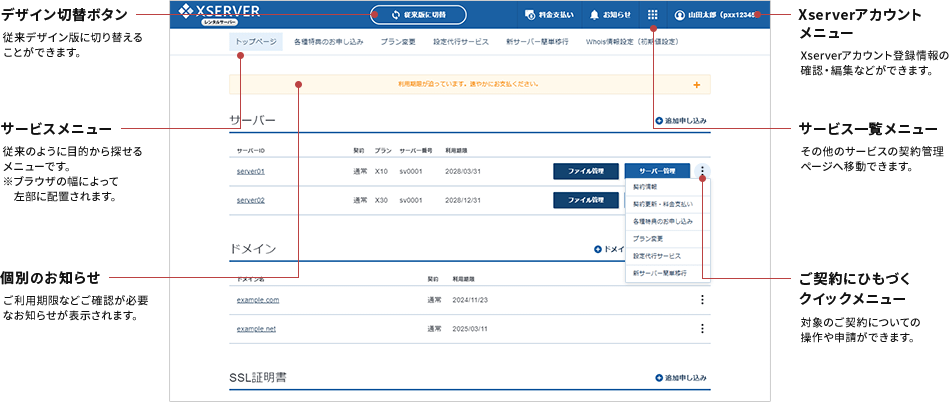 デザイン切替ボタン
従来デザイン版に切り替える
ことができます。
サービスメニュー
従来のように目的から探せる
メニューです。
※ブラウザの幅によって
左部に配置されます。
個別のお知らせ
ご利用期限などご確認が必要
なお知らせが表示されます。
XSERVER
レンタルサーバー
従来版に切替
料金支払い
お知らせ
山田太郎（pxx12345
トップページ
各種特典のお申し込み
プラン変更
設定代行サービス
新サーバー簡単移行
Whois情報設定（初期値設定）
利用期限が迫っています。速やかにお支払ください。
サーバー
追加申し込み
サーバーID 契約 プラン サーバー番号 利用期限
server01 通常 X10 sv0001 2028/03/31 ファイル管理 サーバー管理
server02 通常 X30 sv0001 2028/12/31 ファイル管理
契約情報
契約更新・料金支払い
各種特典のお申し込み
プラン変更
設定代行サービス
新サーバー簡単移行
ドメイン
ドメイ
ドメイン名 契約 利用期限
example.com 通常 2024/11/23
example.net 通常 2025/03/11
SSL証明書
追加申し込み
Xserverアカウント
メニュー
Xserverアカウント登録情報の
確認・編集などができます。
サービス一覧メニュー
その他のサービスの契約管理
ページへ移動できます。
ご契約にひもづく
クイックメニュー
対象のご契約についての
操作や申請ができます。